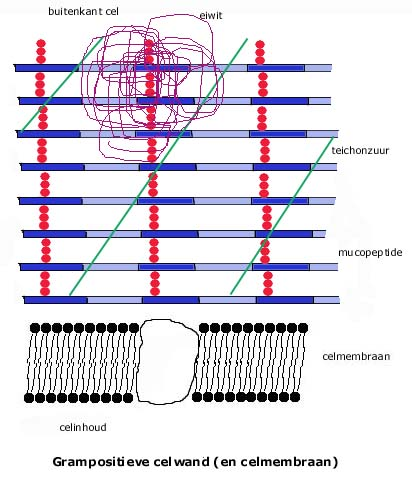 buitenkant cel
eiwit
teichonzuur
mucopeptide
celmembraan
celinhoud
Grampositieve celwand (en celmembraan)